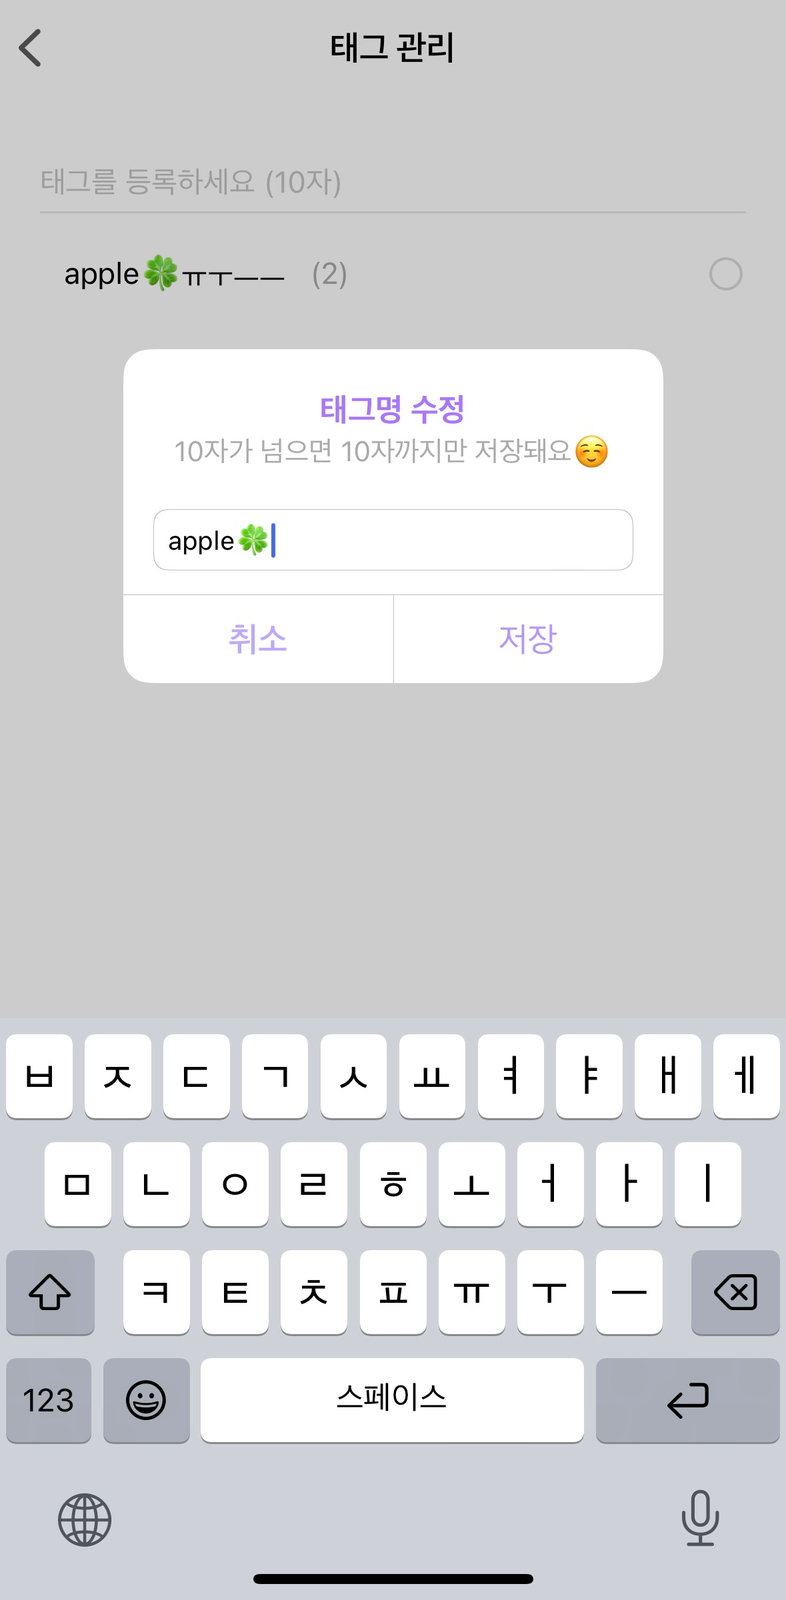 태그 관리
태그를 등록하세요 (10자)
apple🍀ㅠㅜㅡㅡ (2)
태그명 수정
10자가 넘으면 10자까지만 저장돼요☺️
apple🍀
취소 저장
ㅂ ㅈ ㄷ ㄱ ㅅ ㅛ ㅕ ㅑ ㅐ ㅔ
ㅁ ㄴ ㅇ ㄹ ㅎ ㅗ ㅓ ㅏ ㅣ
ㅋ ㅌ ㅊ ㅍ ㅠ ㅜ ㅡ
123 스페이스